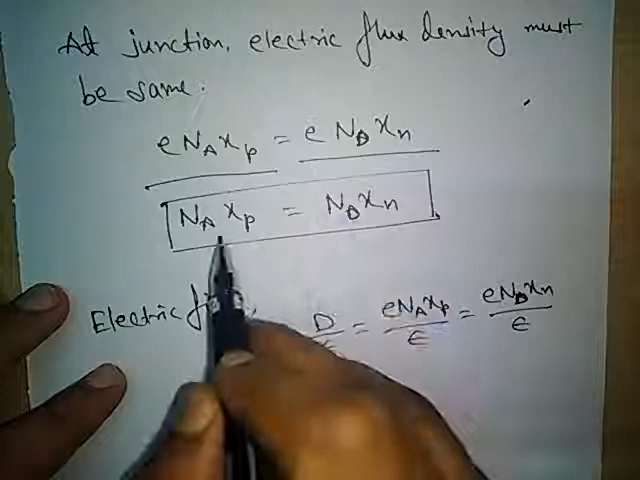 At junction, electric flux density must
be same.
eN_A x_p = e N_D x_n
N_A x_p = N_D x_n
Electric = D/ = eN_A x_p/ε = eN_D x_n/ε